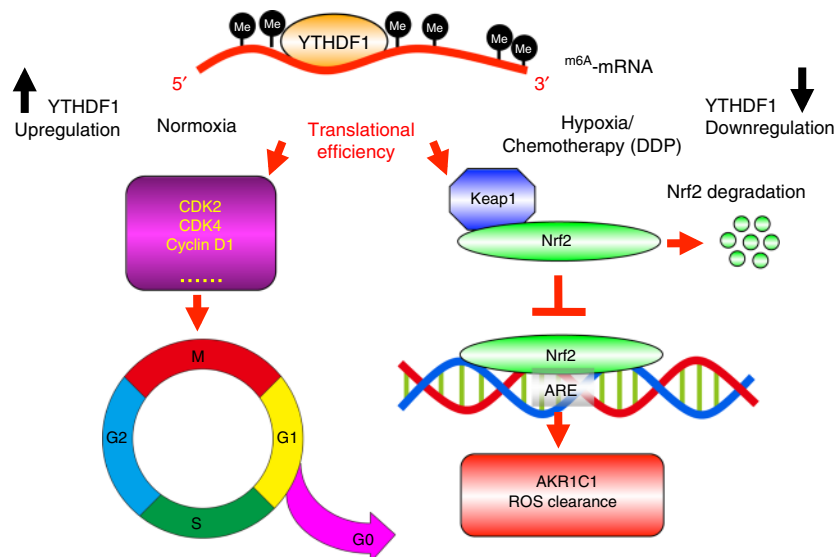 Me
Me
Me
Me
Me
Me
YTHDF1
5′
3′
m6A-mRNA
YTHDF1
Upregulation
Normoxia
Translational
efficiency
Hypoxia/
Chemotherapy (DDP)
YTHDF1
Downregulation
CDK2
CDK4
Cyclin D1
......
Keap1
Nrf2
Nrf2 degradation
M
G2
G1
S
G0
Nrf2
ARE
AKR1C1
ROS clearance